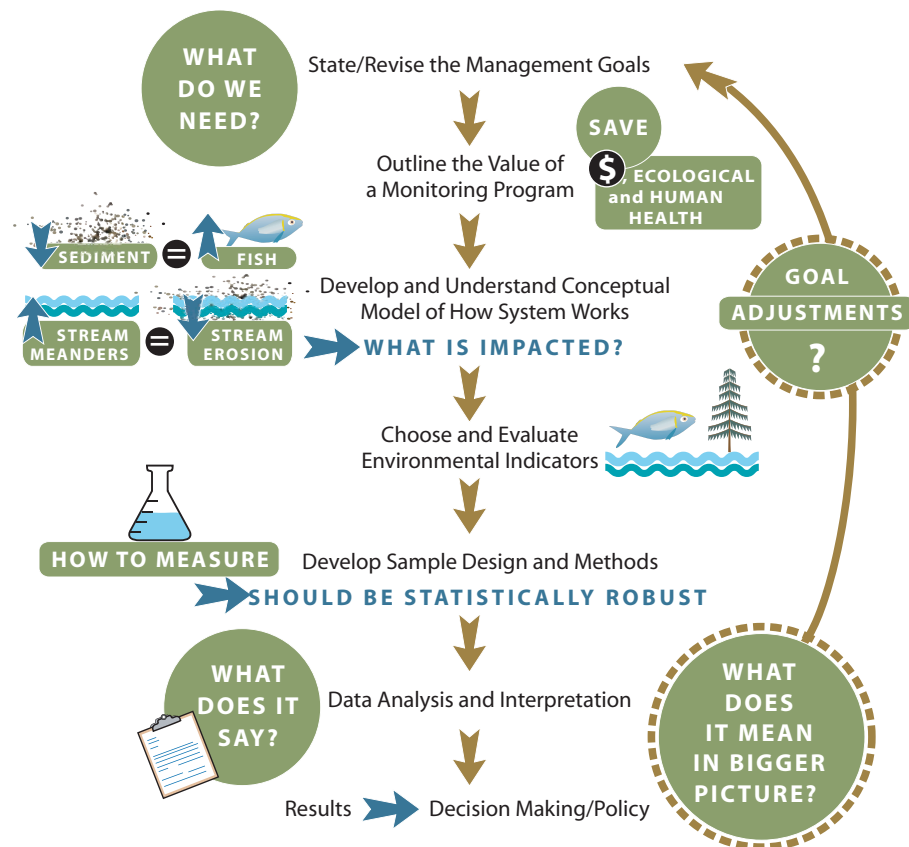 WHAT
DO WE
NEED?
State/Revise the Management Goals
SAVE
$, ECOLOGICAL
and HUMAN
HEALTH
Outline the Value of
a Monitoring Program
SEDIMENT
=
FISH
STREAM
MEANDERS
=
STREAM
EROSION
Develop and Understand Conceptual
Model of How System Works
WHAT IS IMPACTED?
GOAL
ADJUSTMENTS
?
Choose and Evaluate
Environmental Indicators
HOW TO MEASURE
Develop Sample Design and Methods
SHOULD BE STATISTICALLY ROBUST
WHAT
DOES IT
SAY?
Data Analysis and Interpretation
WHAT
DOES
IT MEAN
IN BIGGER
PICTURE?
Results
Decision Making/Policy